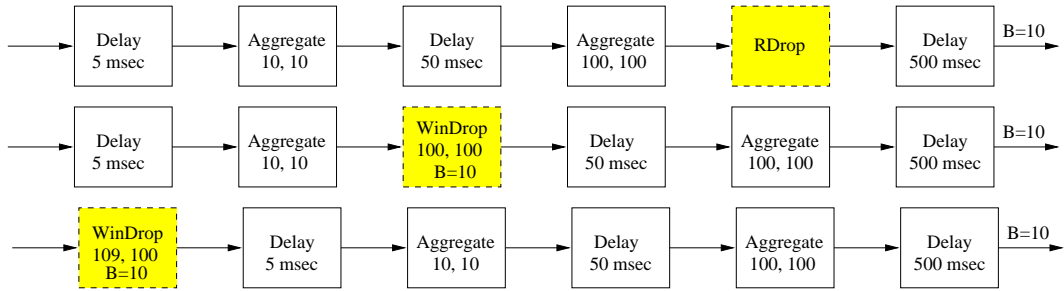 Delay
5 msec
Aggregate
10, 10
Delay
50 msec
Aggregate
100, 100
RDrop
Delay
500 msec
B=10
Delay
5 msec
Aggregate
10, 10
WinDrop
100, 100
B=10
Delay
50 msec
Aggregate
100, 100
Delay
500 msec
B=10
WinDrop
109, 100
B=10
Delay
5 msec
Aggregate
10, 10
Delay
50 msec
Aggregate
100, 100
Delay
500 msec
B=10